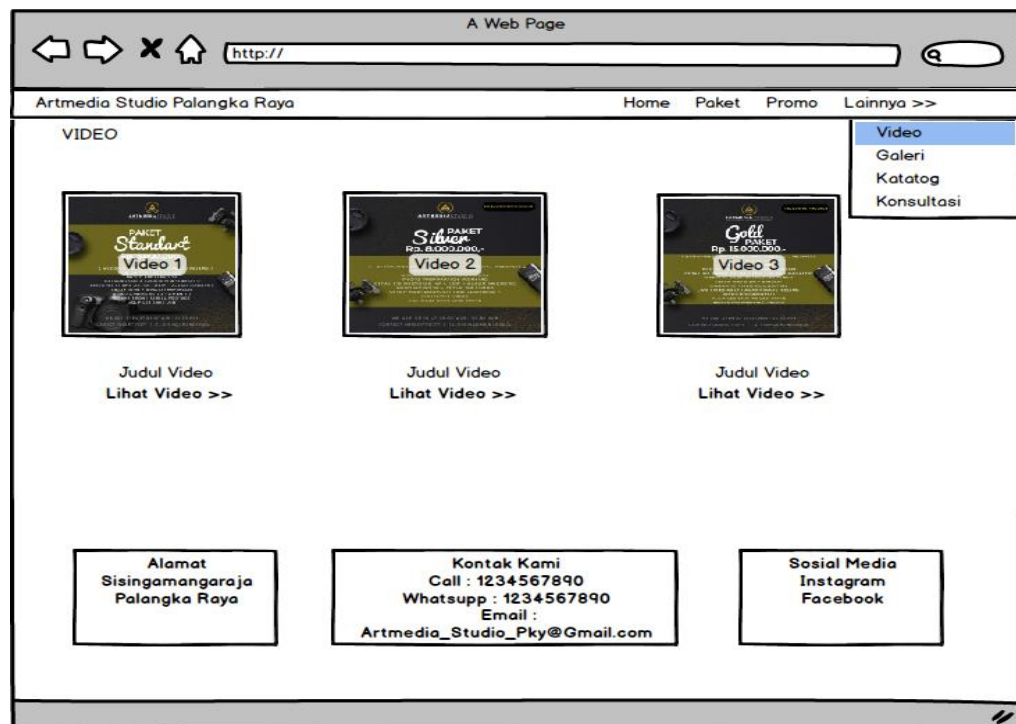 A Web Page
http://
Artmedia Studio Palangka Raya
Home Paket Promo Lainnya >>
Video
Galeri
Katatog
Konsultasi
VIDEO
PAKET
Standart
Video 1
PAKET
Silver
Rp. 8.000.000,-
Video 2
Gold
PAKET
Rp. 15.000.000,-
Video 3
Judul Video
Lihat Video >>
Judul Video
Lihat Video >>
Judul Video
Lihat Video >>
Alamat
Sisingamangaraja
Palangka Raya
Kontak Kami
Call : 1234567890
Whatsupp : 1234567890
Email :
Artmedia_Studio_Pky@Gmail.com
Sosial Media
Instagram
Facebook